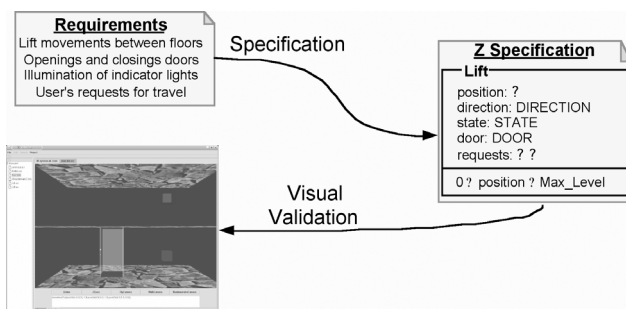 Requirements
Lift movements between floors
Openings and closings doors
Illumination of indicator lights
User's requests for travel
Specification
Z Specification
Lift
position: ?
direction: DIRECTION
state: STATE
door: DOOR
requests: ? ?
0 ? position ? Max_Level
Visual
Validation